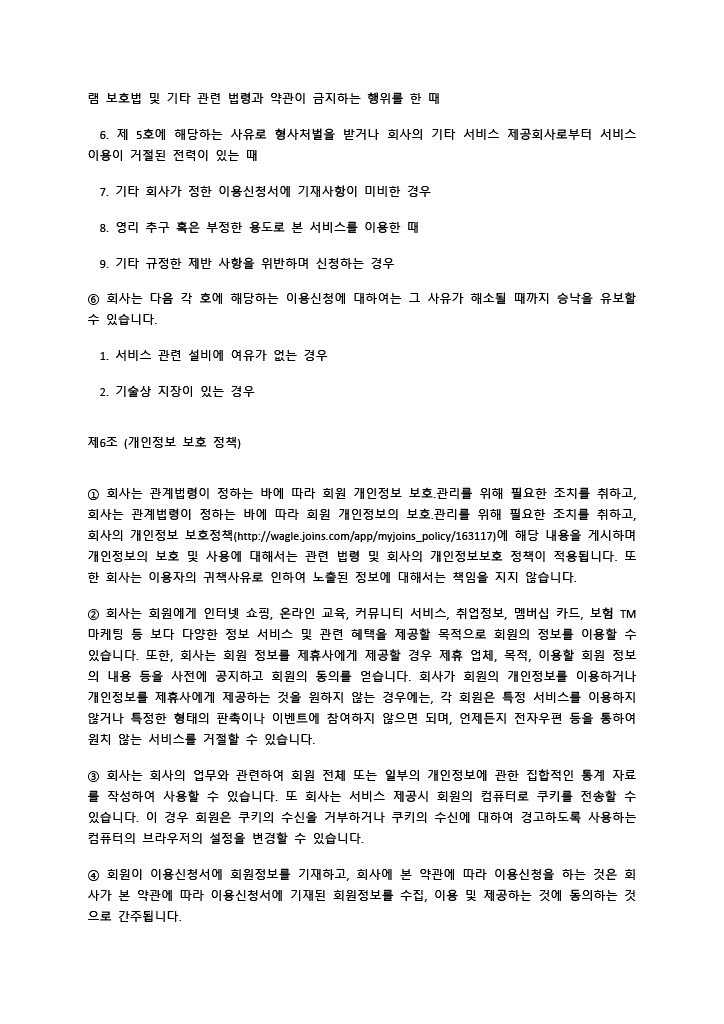 램 보호법 및 기타 관련 법령과 약관이 금지하는 행위를 한 때
6. 제 5호에 해당하는 사유로 형사처벌을 받거나 회사의 기타 서비스 제공회사로부터 서비스
이용이 거절된 전력이 있는 때
7. 기타 회사가 정한 이용신청서에 기재사항이 미비한 경우
8. 영리 추구 혹은 부정한 용도로 본 서비스를 이용한 때
9. 기타 규정한 제반 사항을 위반하며 신청하는 경우
⑥ 회사는 다음 각 호에 해당하는 이용신청에 대하여는 그 사유가 해소될 때까지 승낙을 유보할
수 있습니다.
1. 서비스 관련 설비에 여유가 없는 경우
2. 기술상 지장이 있는 경우
제6조 (개인정보 보호 정책)
① 회사는 관계법령이 정하는 바에 따라 회원 개인정보 보호.관리를 위해 필요한 조치를 취하고,
회사는 관계법령이 정하는 바에 따라 회원 개인정보의 보호.관리를 위해 필요한 조치를 취하고,
회사의 개인정보 보호정책(http://wagle.joins.com/app/myjoins_policy/163117)에 해당 내용을 게시하며
개인정보의 보호 및 사용에 대해서는 관련 법령 및 회사의 개인정보보호 정책이 적용됩니다. 또
한 회사는 이용자의 귀책사유로 인하여 노출된 정보에 대해서는 책임을 지지 않습니다.
② 회사는 회원에게 인터넷 쇼핑, 온라인 교육, 커뮤니티 서비스, 취업정보, 멤버십 카드, 보험 TM
마케팅 등 보다 다양한 정보 서비스 및 관련 혜택을 제공할 목적으로 회원의 정보를 이용할 수
있습니다. 또한, 회사는 회원 정보를 제휴사에게 제공할 경우 제휴 업체, 목적, 이용할 회원 정보
의 내용 등을 사전에 공지하고 회원의 동의를 얻습니다. 회사가 회원의 개인정보를 이용하거나
개인정보를 제휴사에게 제공하는 것을 원하지 않는 경우에는, 각 회원은 특정 서비스를 이용하지
않거나 특정한 형태의 판촉이나 이벤트에 참여하지 않으면 되며, 언제든지 전자우편 등을 통하여
원치 않는 서비스를 거절할 수 있습니다.
③ 회사는 회사의 업무와 관련하여 회원 전체 또는 일부의 개인정보에 관한 집합적인 통계 자료
를 작성하여 사용할 수 있습니다. 또 회사는 서비스 제공시 회원의 컴퓨터로 쿠키를 전송할 수
있습니다. 이 경우 회원은 쿠키의 수신을 거부하거나 쿠키의 수신에 대하여 경고하도록 사용하는
컴퓨터의 브라우저의 설정을 변경할 수 있습니다.
④ 회원이 이용신청서에 회원정보를 기재하고, 회사에 본 약관에 따라 이용신청을 하는 것은 회
사가 본 약관에 따라 이용신청서에 기재된 회원정보를 수집, 이용 및 제공하는 것에 동의하는 것
으로 간주됩니다.